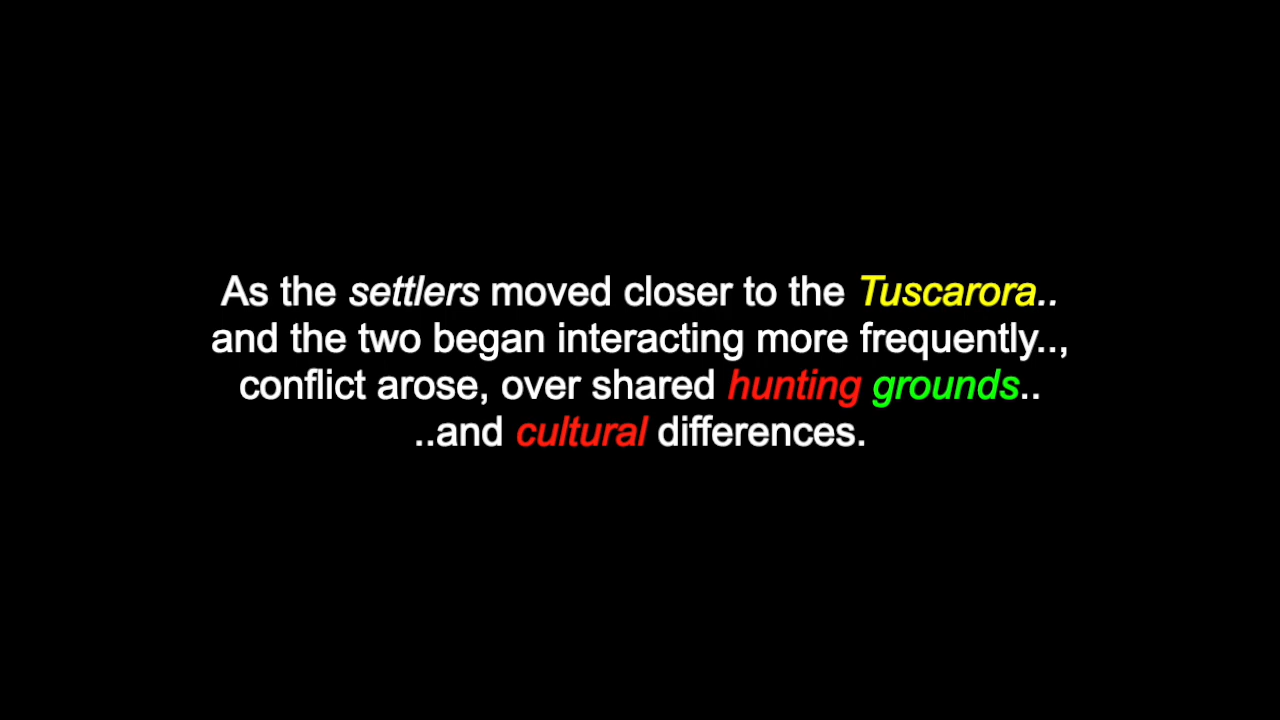 As the settlers moved closer to the Tuscarora..
and the two began interacting more frequently..,
conflict arose, over shared hunting grounds..
..and cultural differences.